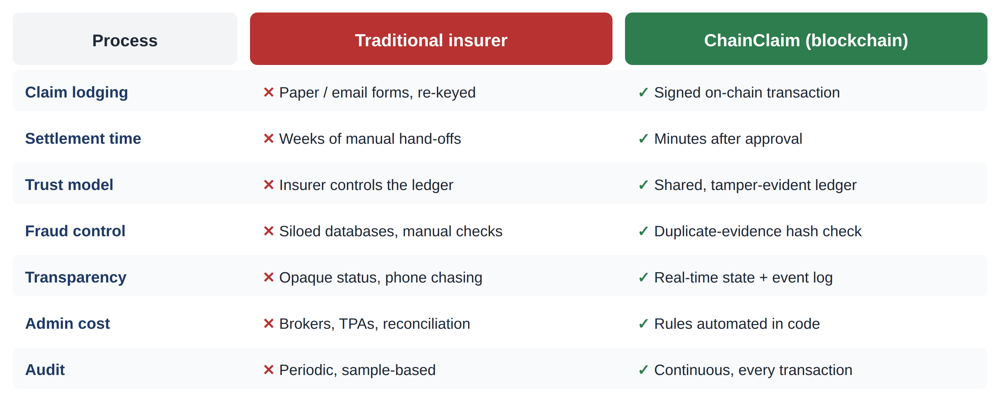 Process Traditional insurer ChainClaim (blockchain)
Claim lodging ✕ Paper / email forms, re-keyed ✓ Signed on-chain transaction
Settlement time ✕ Weeks of manual hand-offs ✓ Minutes after approval
Trust model ✕ Insurer controls the ledger ✓ Shared, tamper-evident ledger
Fraud control ✕ Siloed databases, manual checks ✓ Duplicate-evidence hash check
Transparency ✕ Opaque status, phone chasing ✓ Real-time state + event log
Admin cost ✕ Brokers, TPAs, reconciliation ✓ Rules automated in code
Audit ✕ Periodic, sample-based ✓ Continuous, every transaction